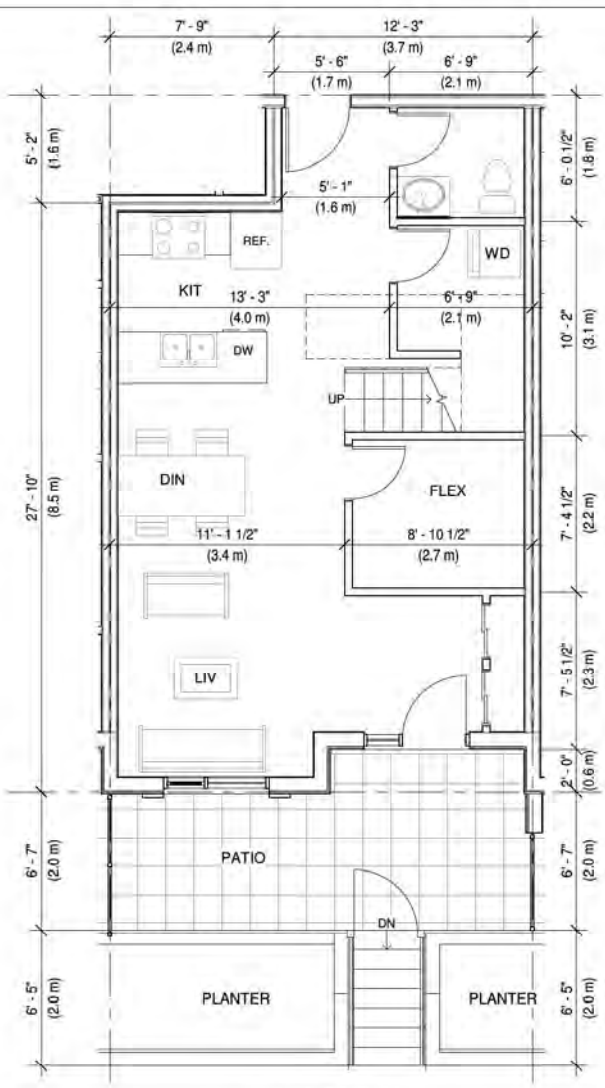 7' - 9"
(2.4 m)
12' - 3"
(3.7 m)
5' - 6"
(1.7 m)
6' - 9"
(2.1 m)
5' - 2"
(1.6 m)
6' - 0 1/2"
(1.8 m)
5' - 1"
(1.6 m)
REF.
WD
KIT
13' - 3"
(4.0 m)
6' - 9"
(2.1 m)
10' - 2"
(3.1 m)
DW
UP
27' - 10"
(8.5 m)
DIN
FLEX
7' - 4 1/2"
(2.2 m)
11' - 1 1/2"
(3.4 m)
8' - 10 1/2"
(2.7 m)
LIV
7' - 5 1/2"
(2.3 m)
2' - 0"
(0.6 m)
6' - 7"
(2.0 m)
PATIO
6' - 7"
(2.0 m)
DN
6' - 5"
(2.0 m)
PLANTER
PLANTER
6' - 5"
(2.0 m)